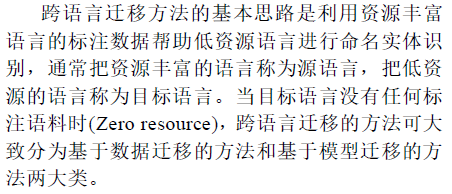 跨语言迁移方法的基本思路是利用资源丰富
语言的标注数据帮助低资源语言进行命名实体识
别，通常把资源丰富的语言称为源语言，把低资
源的语言称为目标语言。当目标语言没有任何标
注语料时(Zero resource)，跨语言迁移的方法可大
致分为基于数据迁移的方法和基于模型迁移的方
法两大类。